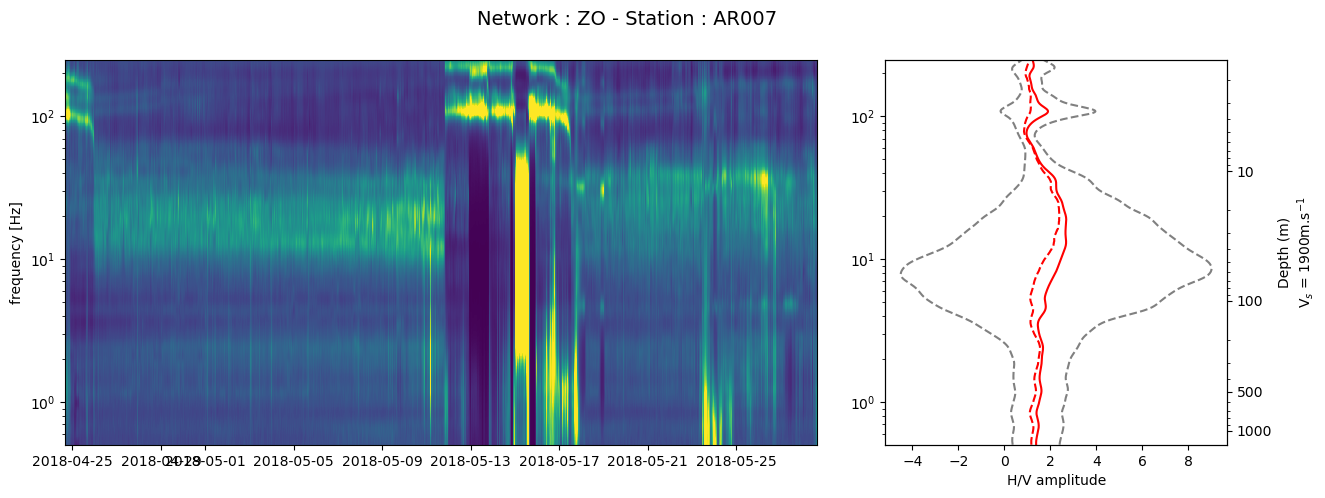 Network : ZO - Station : AR007
frequency [Hz]
10²
10¹
10⁰
2018-04-25 2018-04-29 2018-05-01 2018-05-05 2018-05-09 2018-05-13 2018-05-17 2018-05-21 2018-05-25
10²
10¹
10⁰
−4 −2 0 2 4 6 8
H/V amplitude
10
100
500
1000
Depth (m)
Vₛ = 1900m.s⁻¹